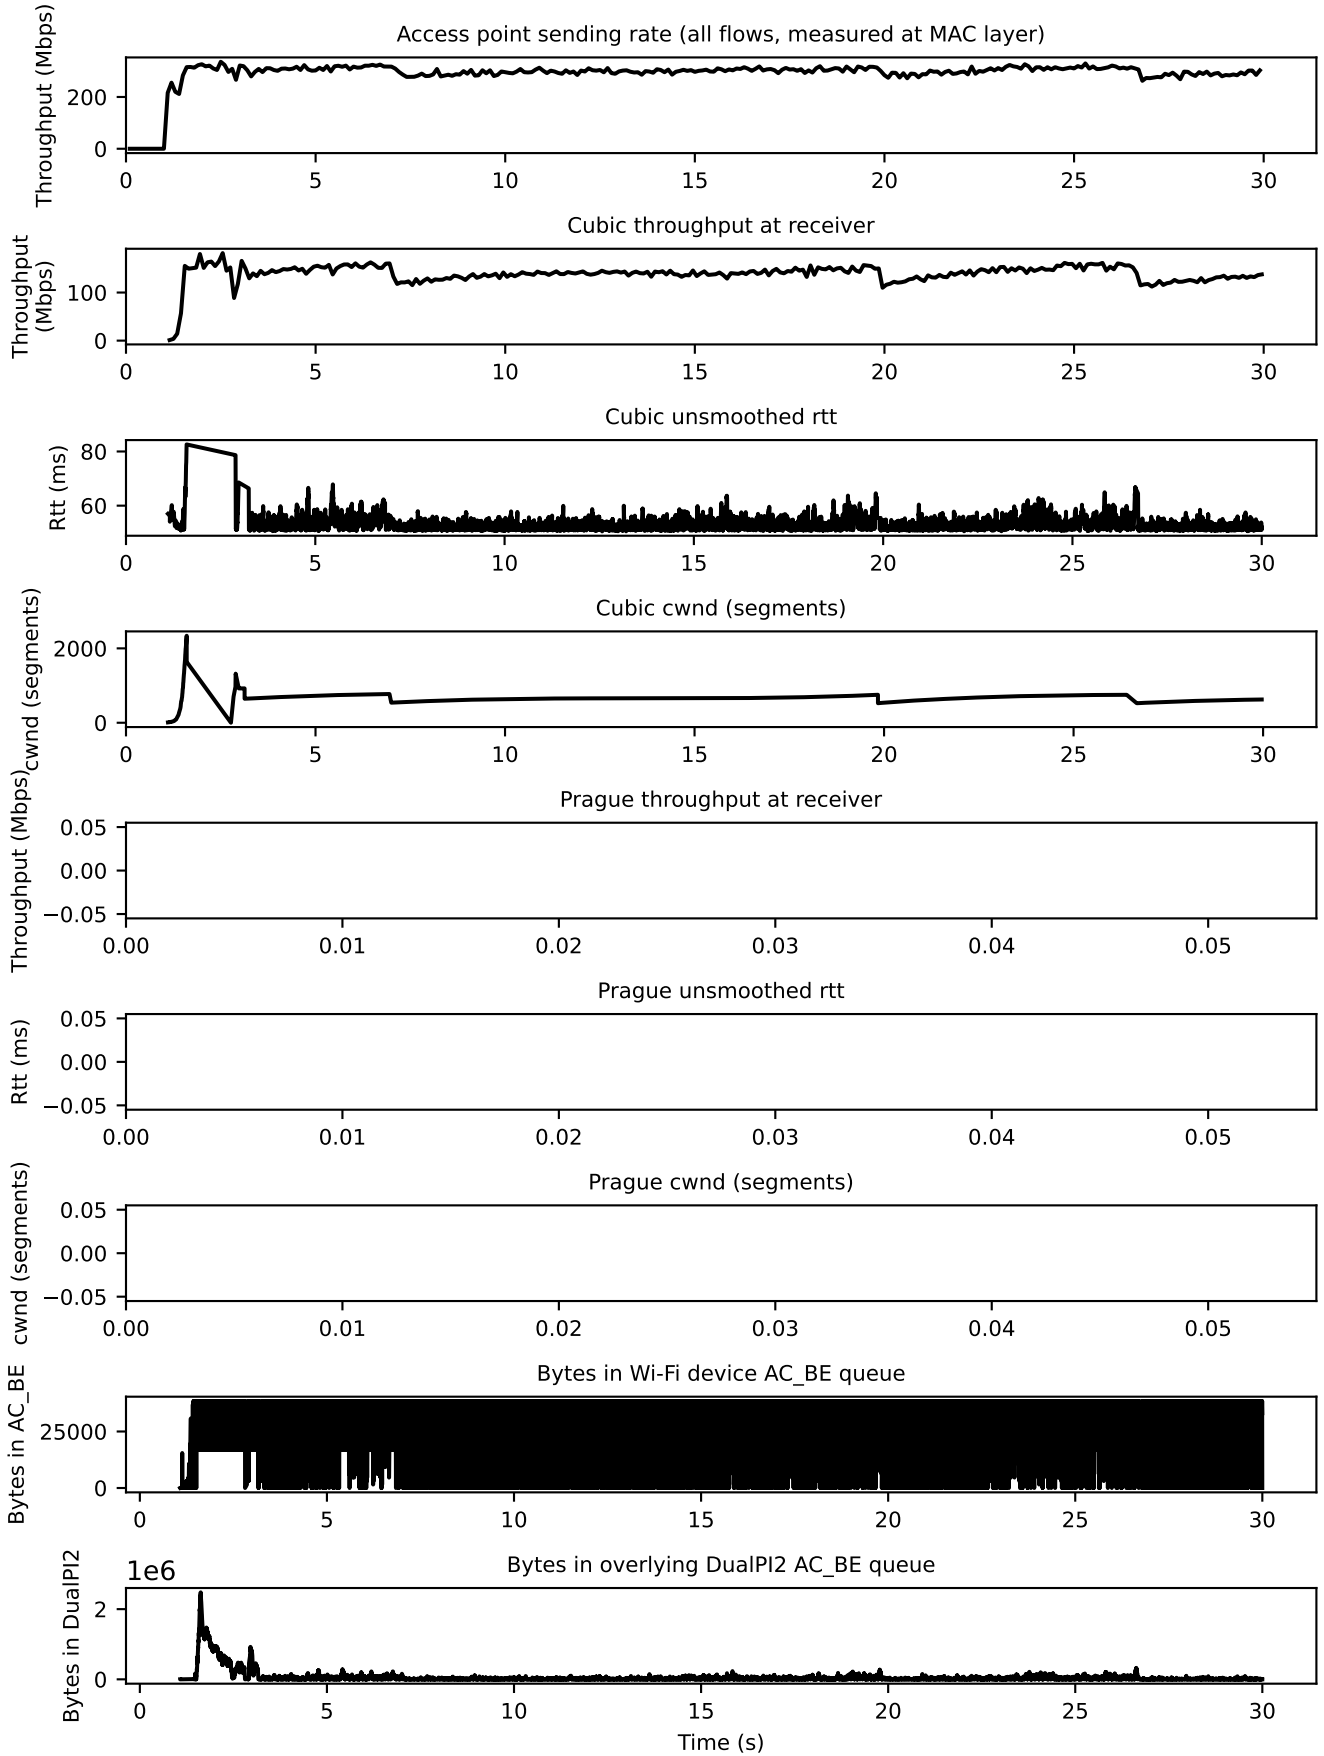 Access point sending rate (all flows, measured at MAC layer)
Throughput (Mbps)
200
0
0 5 10 15 20 25 30
Cubic throughput at receiver
Throughput
(Mbps)
100
0
0 5 10 15 20 25 30
Cubic unsmoothed rtt
Rtt (ms)
80
60
0 5 10 15 20 25 30
Cubic cwnd (segments)
cwnd (segments)
2000
0
0 5 10 15 20 25 30
Prague throughput at receiver
Throughput (Mbps)
0.05
0.00
−0.05
0.00 0.01 0.02 0.03 0.04 0.05
Prague unsmoothed rtt
Rtt (ms)
0.05
0.00
−0.05
0.00 0.01 0.02 0.03 0.04 0.05
Prague cwnd (segments)
cwnd (segments)
0.05
0.00
−0.05
0.00 0.01 0.02 0.03 0.04 0.05
Bytes in Wi-Fi device AC_BE queue
Bytes in AC_BE
25000
0
0 5 10 15 20 25 30
Bytes in overlying DualPI2 AC_BE queue
1e6
Bytes in DualPI2
2
0
0 5 10 15 20 25 30
Time (s)